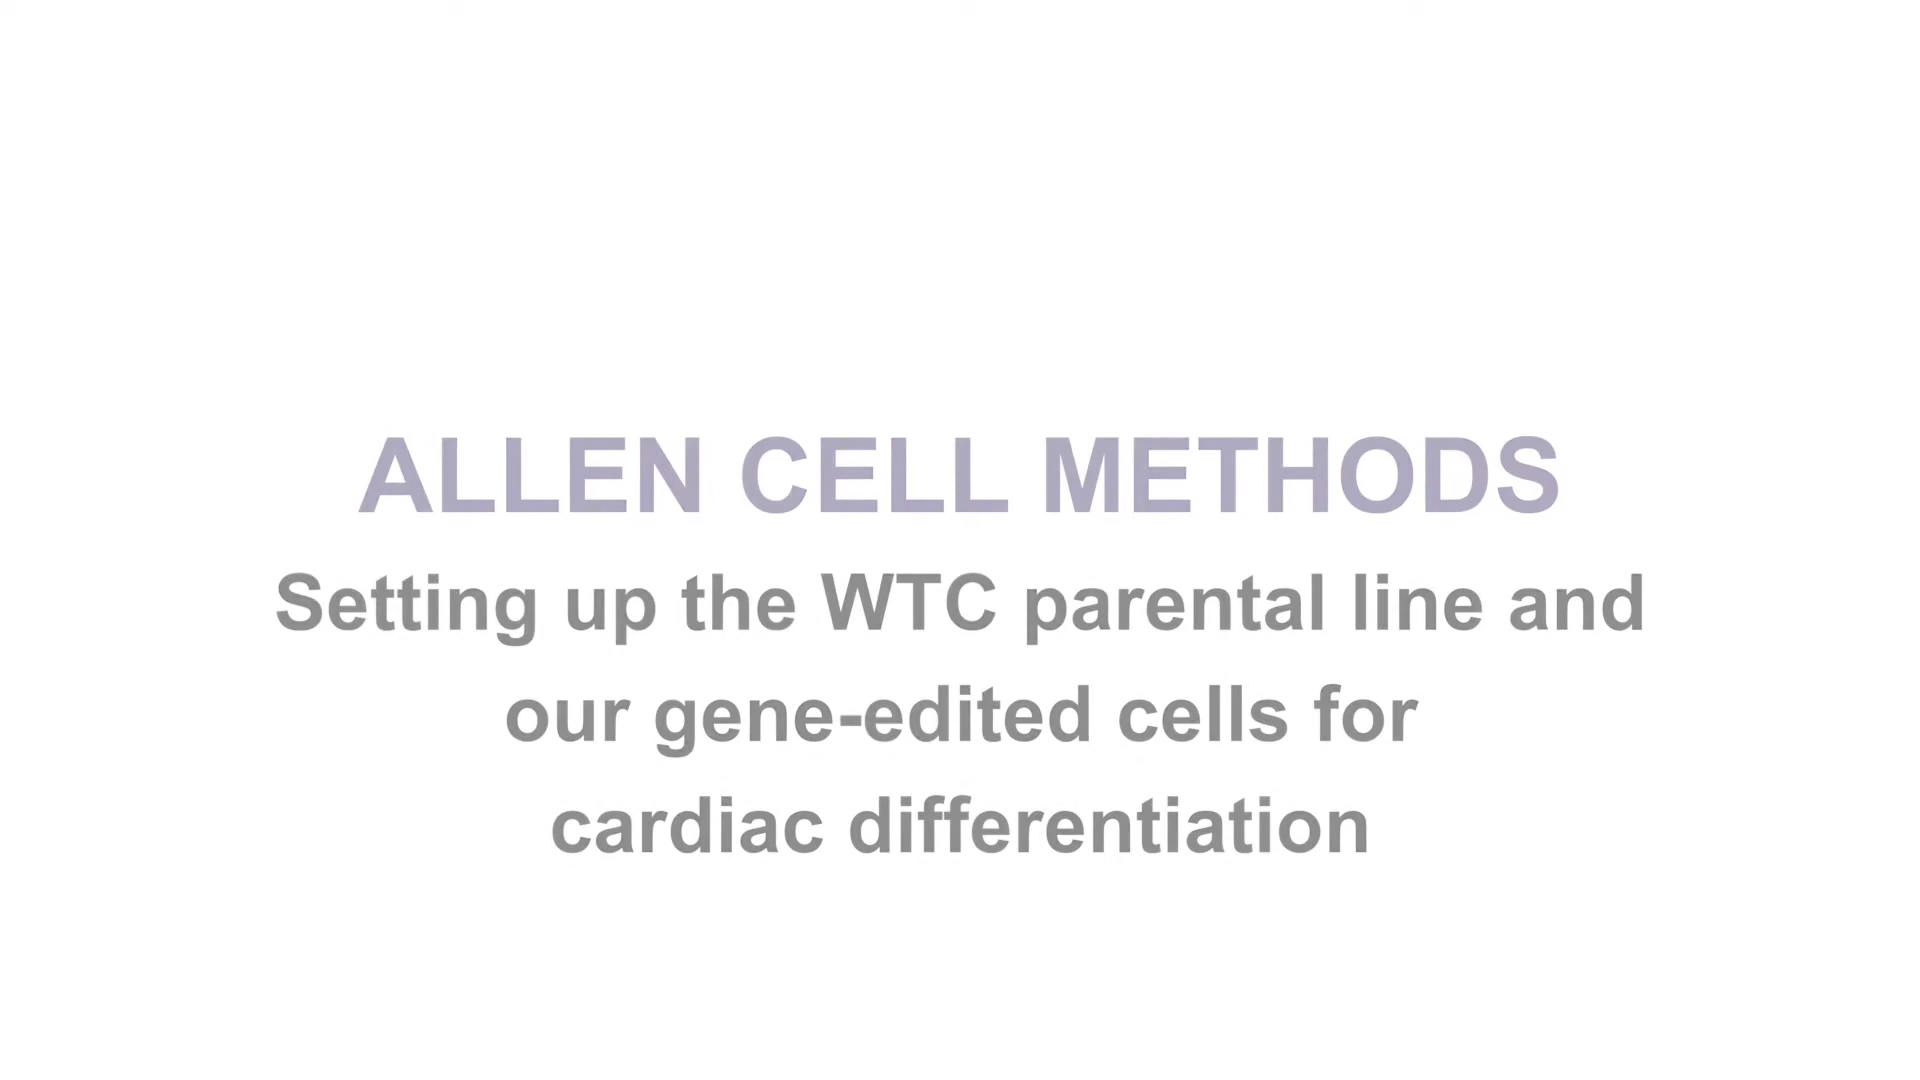 ALLEN CELL METHODS
Setting up the WTC parental line and
our gene-edited cells for
cardiac differentiation